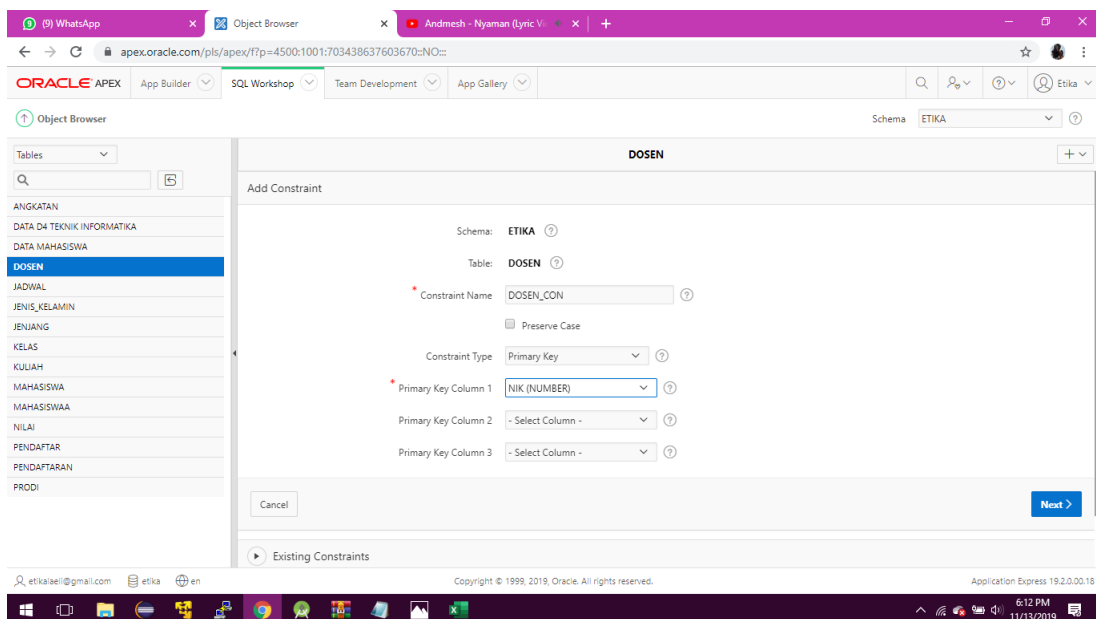 (9) WhatsApp
Object Browser
Andmesh - Nyaman (Lyric Vi
apex.oracle.com/pls/apex/f?p=4500:1001:703438637603670::NO:::
ORACLE APEX App Builder SQL Workshop Team Development App Gallery Etika
Object Browser Schema ETIKA
Tables
DOSEN
Add Constraint
ANGKATAN
DATA D4 TEKNIK INFORMATIKA
DATA MAHASISWA
DOSEN
JADWAL
JENIS_KELAMIN
JENJANG
KELAS
KULIAH
MAHASISWA
MAHASISWAA
NILAI
PENDAFTAR
PENDAFTARAN
PRODI
Schema: ETIKA
Table: DOSEN
* Constraint Name DOSEN_CON
Preserve Case
Constraint Type Primary Key
* Primary Key Column 1 NIK (NUMBER)
Primary Key Column 2 - Select Column -
Primary Key Column 3 - Select Column -
Cancel Next >
Existing Constraints
etikalaeli@gmail.com etika en Copyright © 1999, 2019, Oracle. All rights reserved. Application Express 19.2.0.00.18
6:12 PM
11/13/2019